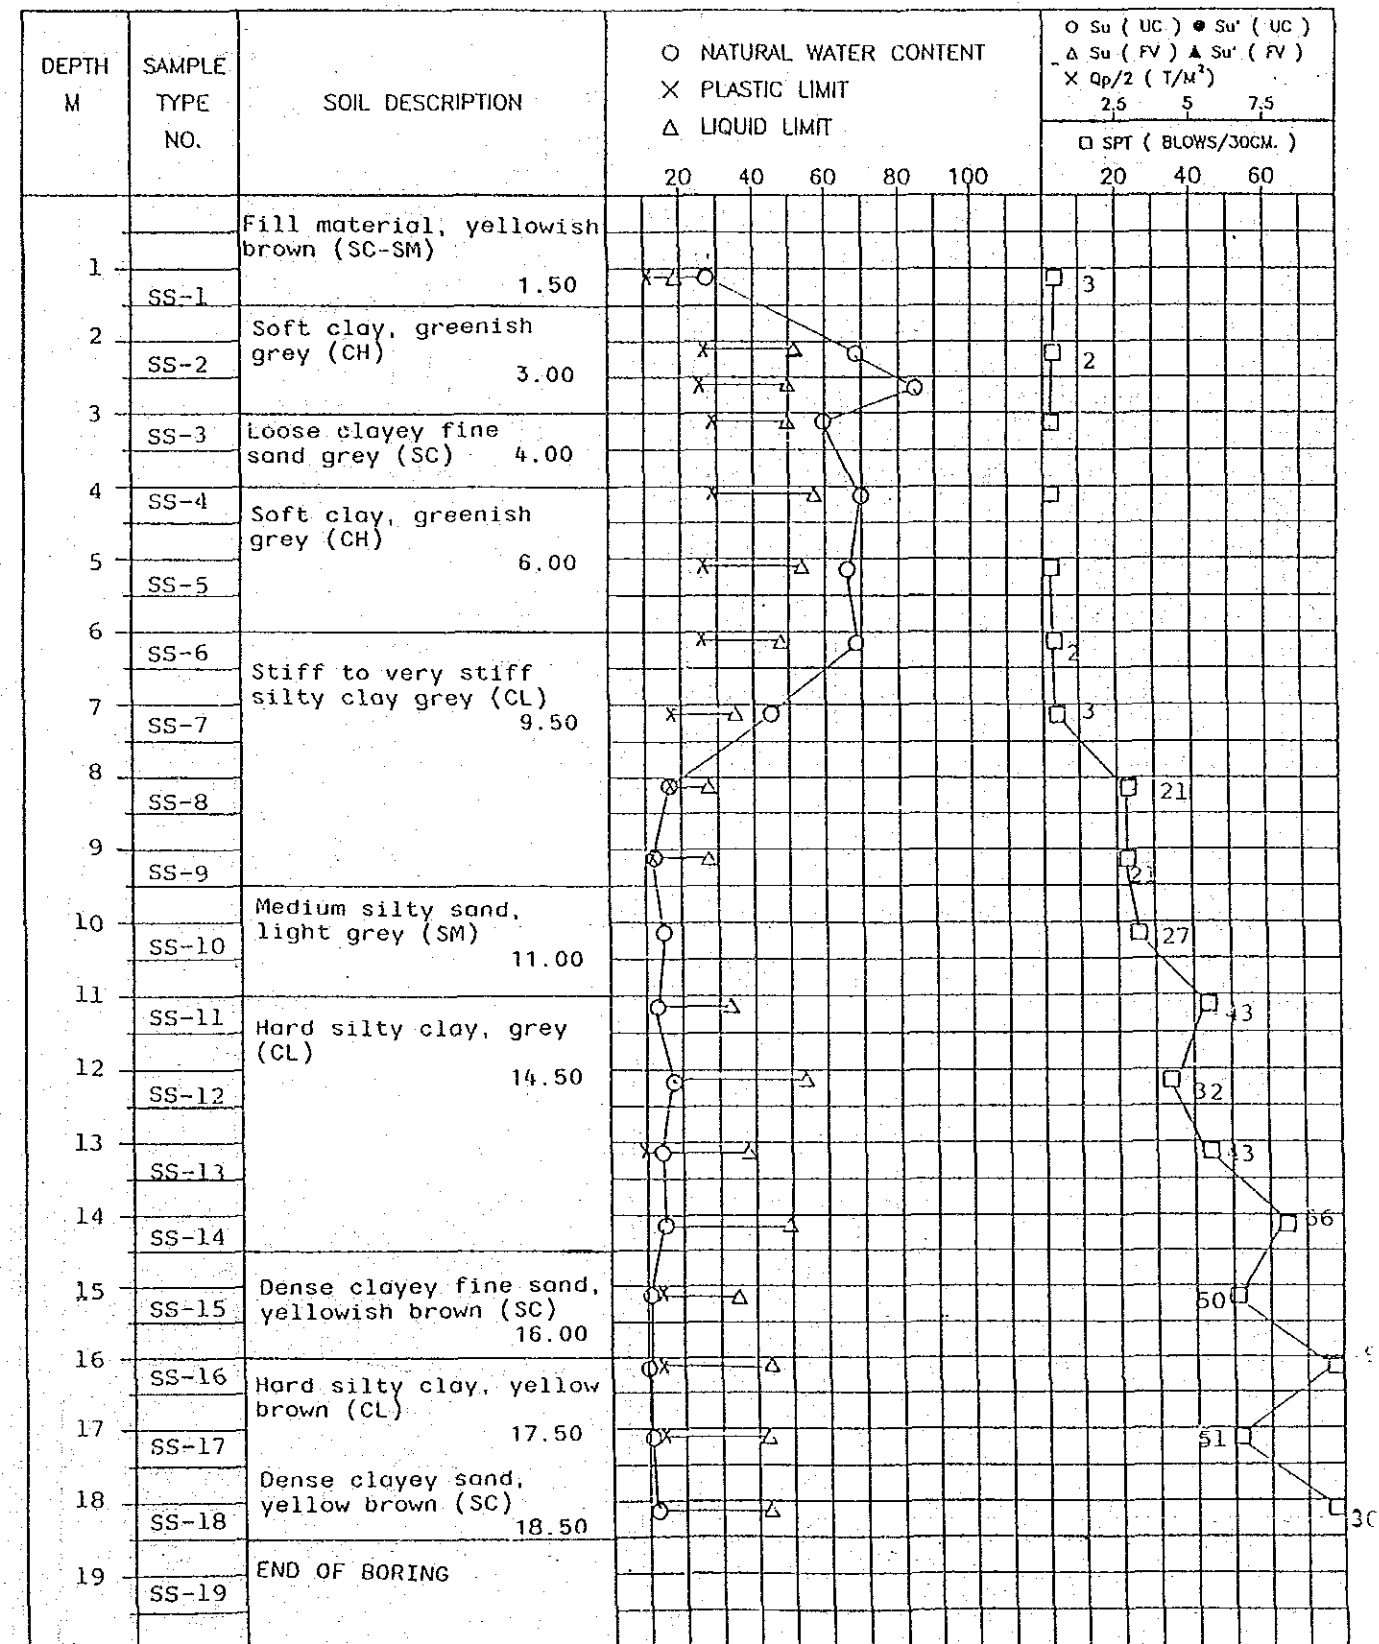 DEPTH
M
SAMPLE
TYPE
NO.
SOIL DESCRIPTION
O NATURAL WATER CONTENT
X PLASTIC LIMIT
△ LIQUID LIMIT
20 40 60 80 100
O Su ( UC ) ● Su' ( UC )
△ Su ( FV ) ▲ Su' ( FV )
X Qp/2 ( T/M²)
2.5 5 7.5
□ SPT ( BLOWS/30CM. )
20 40 60
Fill material, yellowish
brown (SC-SM)
1
1.50
3
SS-1
Soft clay, greenish
2
grey (CH)
2
SS-2
3.00
3
SS-3
Loose clayey fine
sand grey (SC) 4.00
4
SS-4
Soft clay, greenish
grey (CH)
5
6.00
SS-5
6
SS-6
2
Stiff to very stiff
silty clay grey (CL)
7
9.50
3
SS-7
8
SS-8
21
9
SS-9
Medium silty sand,
10
light grey (SM)
27
SS-10
11.00
11
SS-11
Hard silty clay, grey
(CL)
43
12
14.50
SS-12
32
13
43
SS-13
14
SS-14
Dense clayey fine sand,
15
yellowish brown (SC)
50
SS-15
16.00
16
SS-16
Hard silty clay, yellow
brown (CL)
17
17.50
51
SS-17
Dense clayey sand,
18
yellow brown (SC)
SS-18
18.50
END OF BORING
19
SS-19